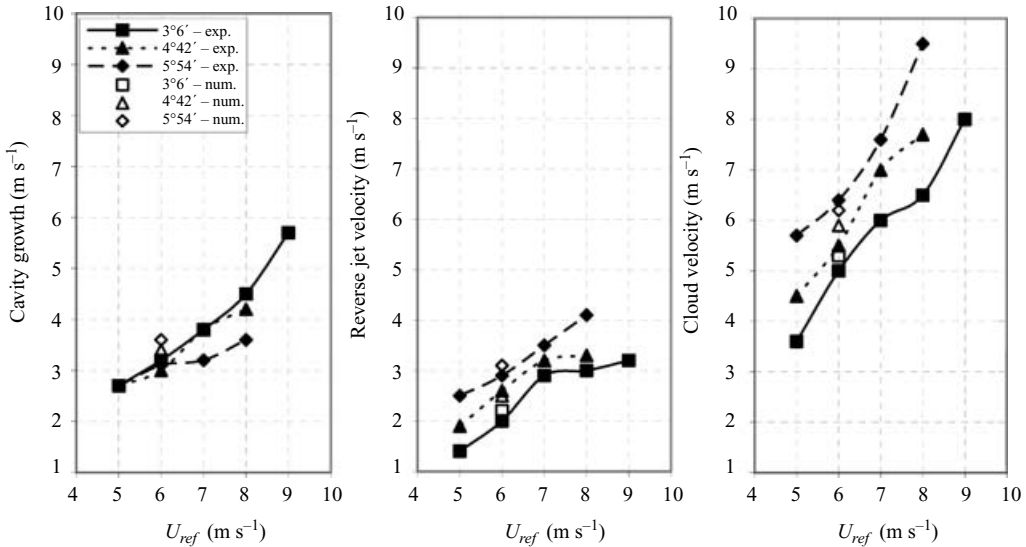 10
9
8
7
6
5
4
3
2
1
Cavity growth (m s⁻¹)
3°6′ – exp.
4°42′ – exp.
5°54′ – exp.
3°6′ – num.
4°42′ – num.
5°54′ – num.
4 5 6 7 8 9 10
U_ref (m s⁻¹)
10
9
8
7
6
5
4
3
2
1
Reverse jet velocity (m s⁻¹)
4 5 6 7 8 9 10
U_ref (m s⁻¹)
10
9
8
7
6
5
4
3
2
1
Cloud velocity (m s⁻¹)
4 5 6 7 8 9 10
U_ref (m s⁻¹)